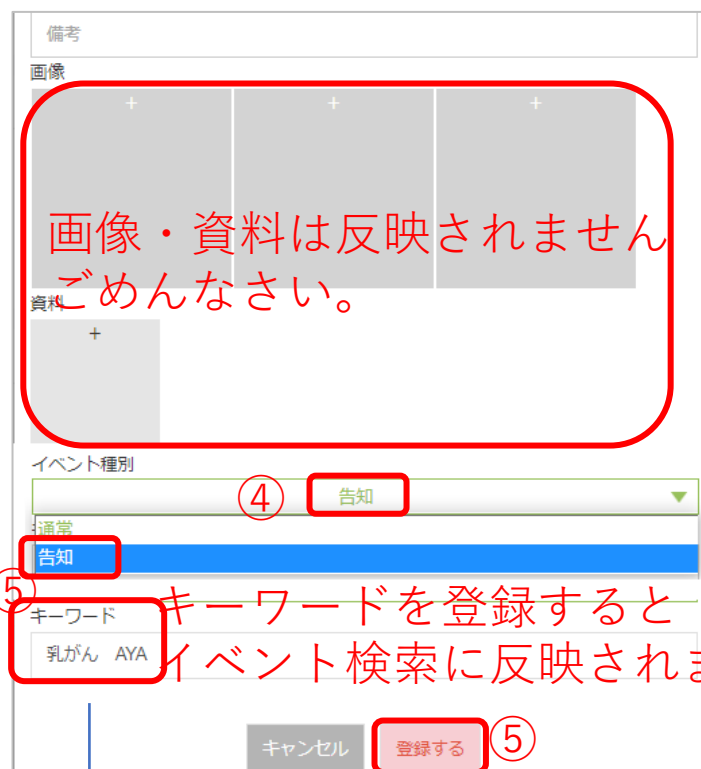 備考
画像
+ + +
画像・資料は反映されません
ごめんなさい。
資料
+
イベント種別
④ 告知 ▼
通常
告知
⑤
キーワード
キーワードを登録すると
乳がん AYA
イベント検索に反映されま
キャンセル 登録する ⑤